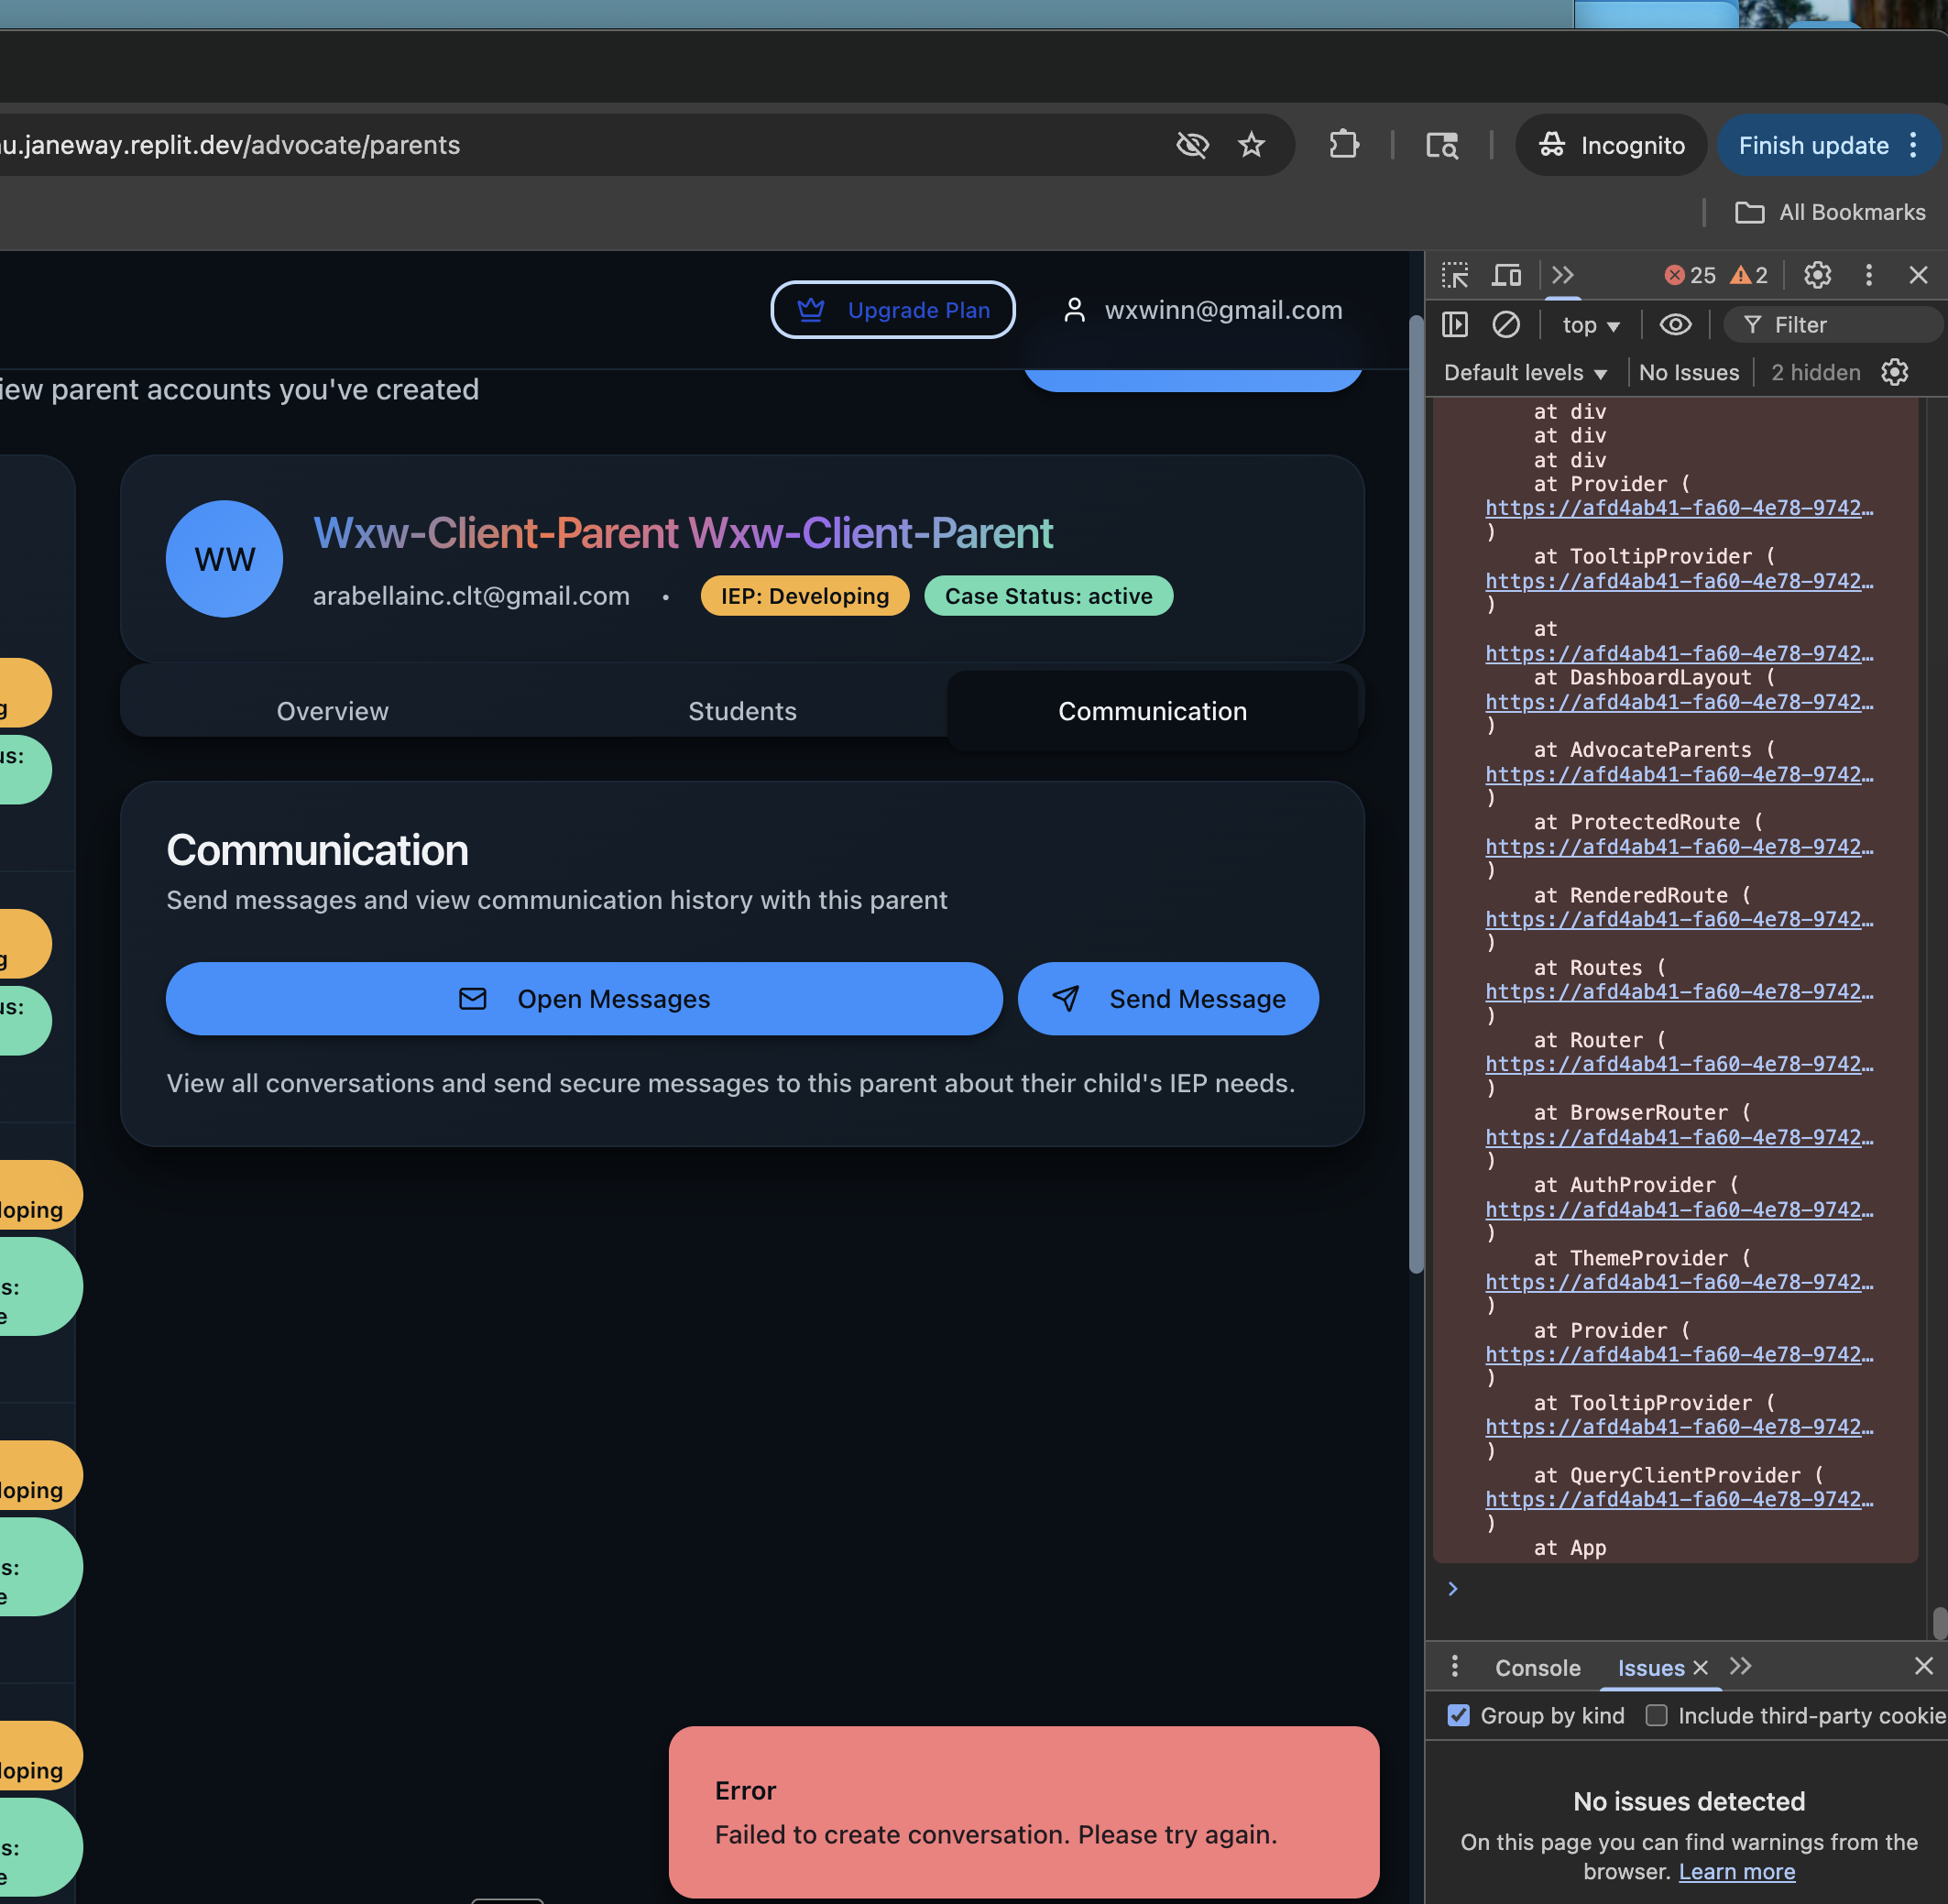 u.janeway.replit.dev/advocate/parents
Incognito
Finish update
All Bookmarks
Upgrade Plan
wxwinn@gmail.com
iew parent accounts you've created
WW
Wxw-Client-Parent Wxw-Client-Parent
arabellainc.clt@gmail.com • IEP: Developing Case Status: active
Overview
Students
Communication
Communication
Send messages and view communication history with this parent
Open Messages
Send Message
View all conversations and send secure messages to this parent about their child's IEP needs.
g
us:
g
us:
loping
s:
e
loping
s:
e
loping
s:
e
Error
Failed to create conversation. Please try again.
25 2
top
Filter
Default levels
No Issues
2 hidden
at div
at div
at div
at Provider (
https://afd4ab41-fa60-4e78-9742…
)
at TooltipProvider (
https://afd4ab41-fa60-4e78-9742…
)
at
https://afd4ab41-fa60-4e78-9742…
at DashboardLayout (
https://afd4ab41-fa60-4e78-9742…
)
at AdvocateParents (
https://afd4ab41-fa60-4e78-9742…
)
at ProtectedRoute (
https://afd4ab41-fa60-4e78-9742…
)
at RenderedRoute (
https://afd4ab41-fa60-4e78-9742…
)
at Routes (
https://afd4ab41-fa60-4e78-9742…
)
at Router (
https://afd4ab41-fa60-4e78-9742…
)
at BrowserRouter (
https://afd4ab41-fa60-4e78-9742…
)
at AuthProvider (
https://afd4ab41-fa60-4e78-9742…
)
at ThemeProvider (
https://afd4ab41-fa60-4e78-9742…
)
at Provider (
https://afd4ab41-fa60-4e78-9742…
)
at TooltipProvider (
https://afd4ab41-fa60-4e78-9742…
)
at QueryClientProvider (
https://afd4ab41-fa60-4e78-9742…
)
at App
Console
Issues
Group by kind
Include third-party cookie
No issues detected
On this page you can find warnings from the
browser. Learn more